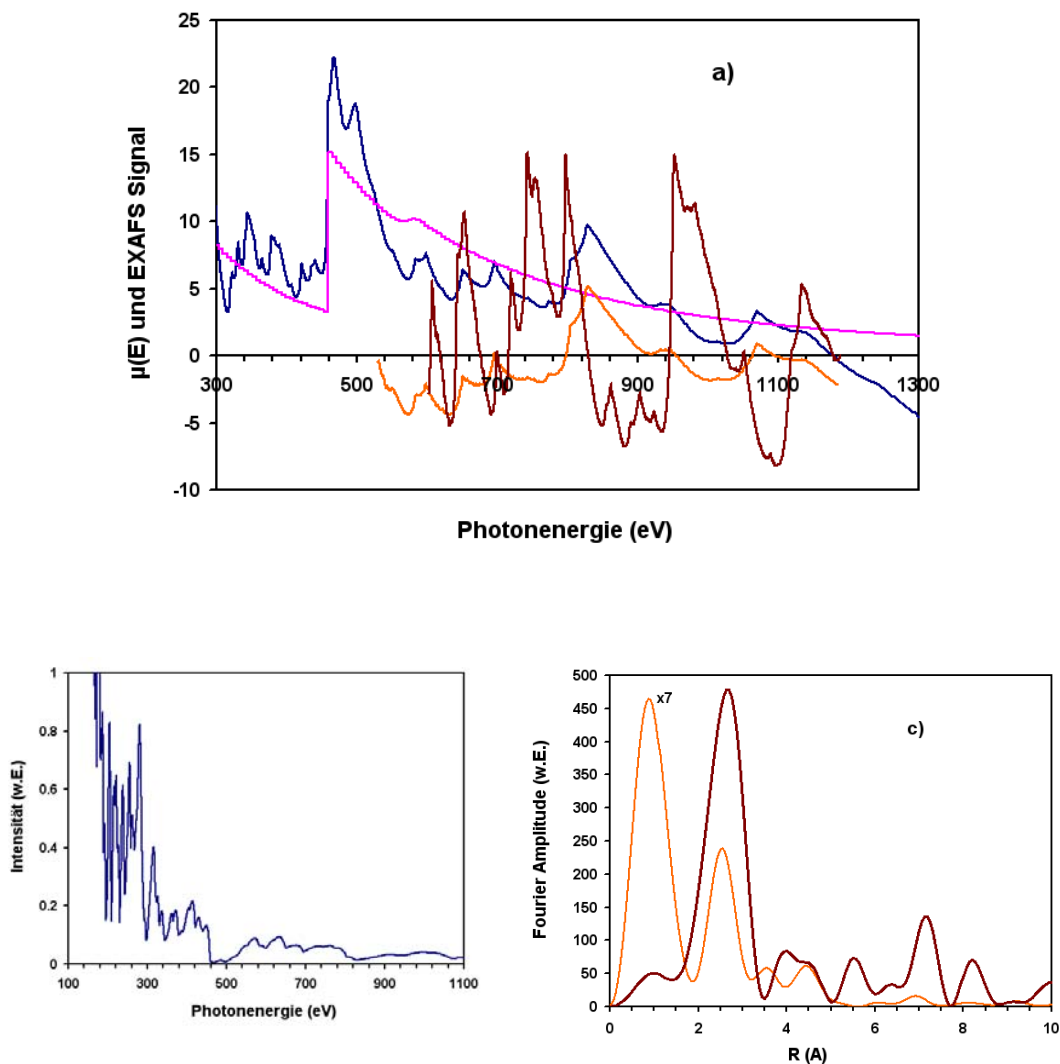 25
20
15
10
5
0
-5
-10
µ(E) und EXAFS Signal
a)
300 500 700 900 1100 1300
Photonenergie (eV)
1
0.8
0.6
0.4
0.2
0
Intensität (w.E.)
100 300 500 700 900 1100
Photonenergie (eV)
500
450
400
350
300
250
200
150
100
50
0
Fourier Amplitude (w.E.)
x7
c)
0 2 4 6 8 10
R (A)